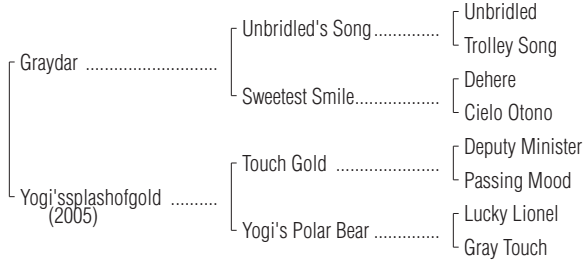 Unbridled
Unbridled's Song..............
Trolley Song
Graydar ............................
Dehere
Sweetest Smile..................
Cielo Otono
Deputy Minister
Touch Gold ......................
Passing Mood
Yogi'ssplashofgold ..........
(2005)
Lucky Lionel
Yogi's Polar Bear ..............
Gray Touch